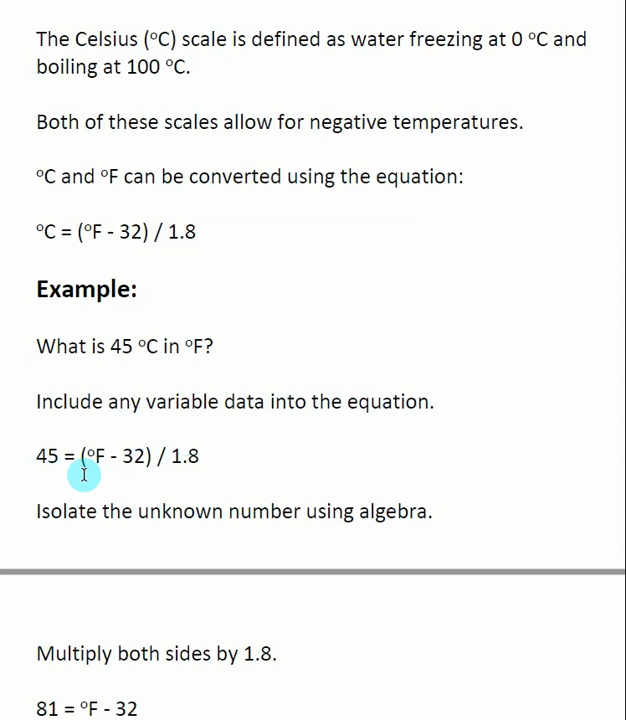 The Celsius (°C) scale is defined as water freezing at 0 °C and
boiling at 100 °C.
Both of these scales allow for negative temperatures.
°C and °F can be converted using the equation:
°C = (°F - 32) / 1.8
Example:
What is 45 °C in °F?
Include any variable data into the equation.
45 = (°F - 32) / 1.8
Isolate the unknown number using algebra.
Multiply both sides by 1.8.
81 = °F - 32